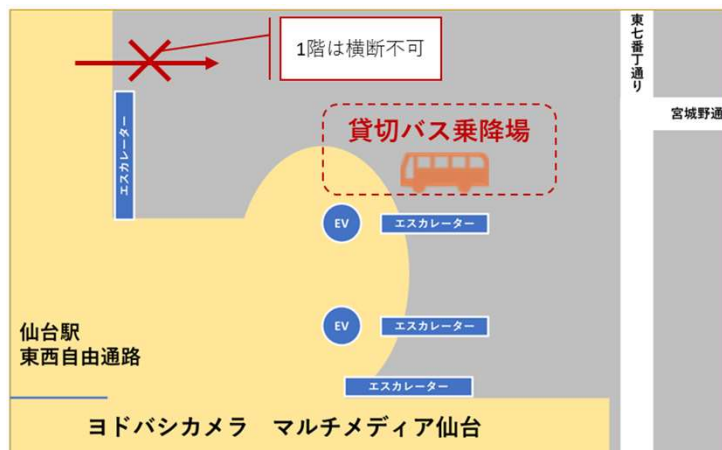 1階は横断不可
東七番丁通り
宮城野通
貸切バス乗降場
エスカレーター
EV
エスカレーター
EV
エスカレーター
仙台駅
東西自由通路
エスカレーター
ヨドバシカメラ　マルチメディア仙台